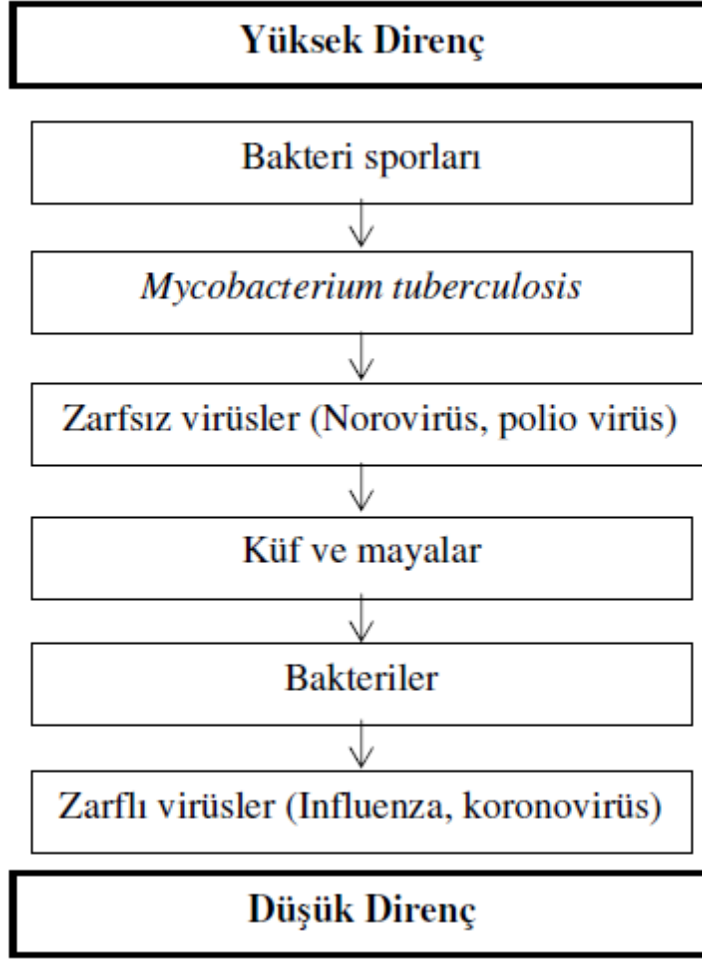 Yüksek Direnç
Bakteri sporları
Mycobacterium tuberculosis
Zarfsız virüsler (Norovirüs, polio virüs)
Küf ve mayalar
Bakteriler
Zarflı virüsler (Influenza, koronovirüs)
Düşük Direnç